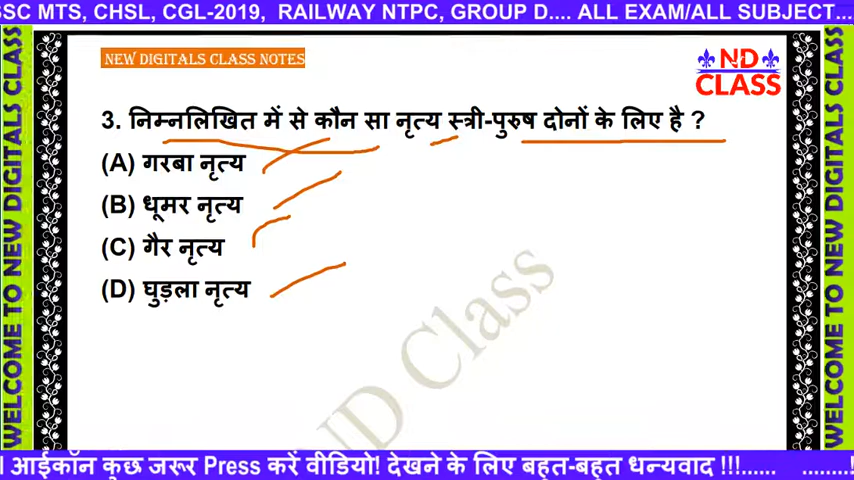 SSC MTS, CHSL, CGL-2019, RAILWAY NTPC, GROUP D.... ALL EXAM/ALL SUBJECT...
NEW DIGITALS CLASS NOTES
ND
CLASS
3. निम्नलिखित में से कौन सा नृत्य स्त्री-पुरुष दोनों के लिए है ?
(A) गरबा नृत्य
(B) धूमर नृत्य
(C) गैर नृत्य
(D) घुड़ला नृत्य
ND Class
WELCOME TO NEW DIGITALS CLASS
WELCOME TO NEW DIGITALS CLASS
आईकॉन कुछ जरूर Press करें वीडियो! देखने के लिए बहुत-बहुत धन्यवाद !!!...... ........!